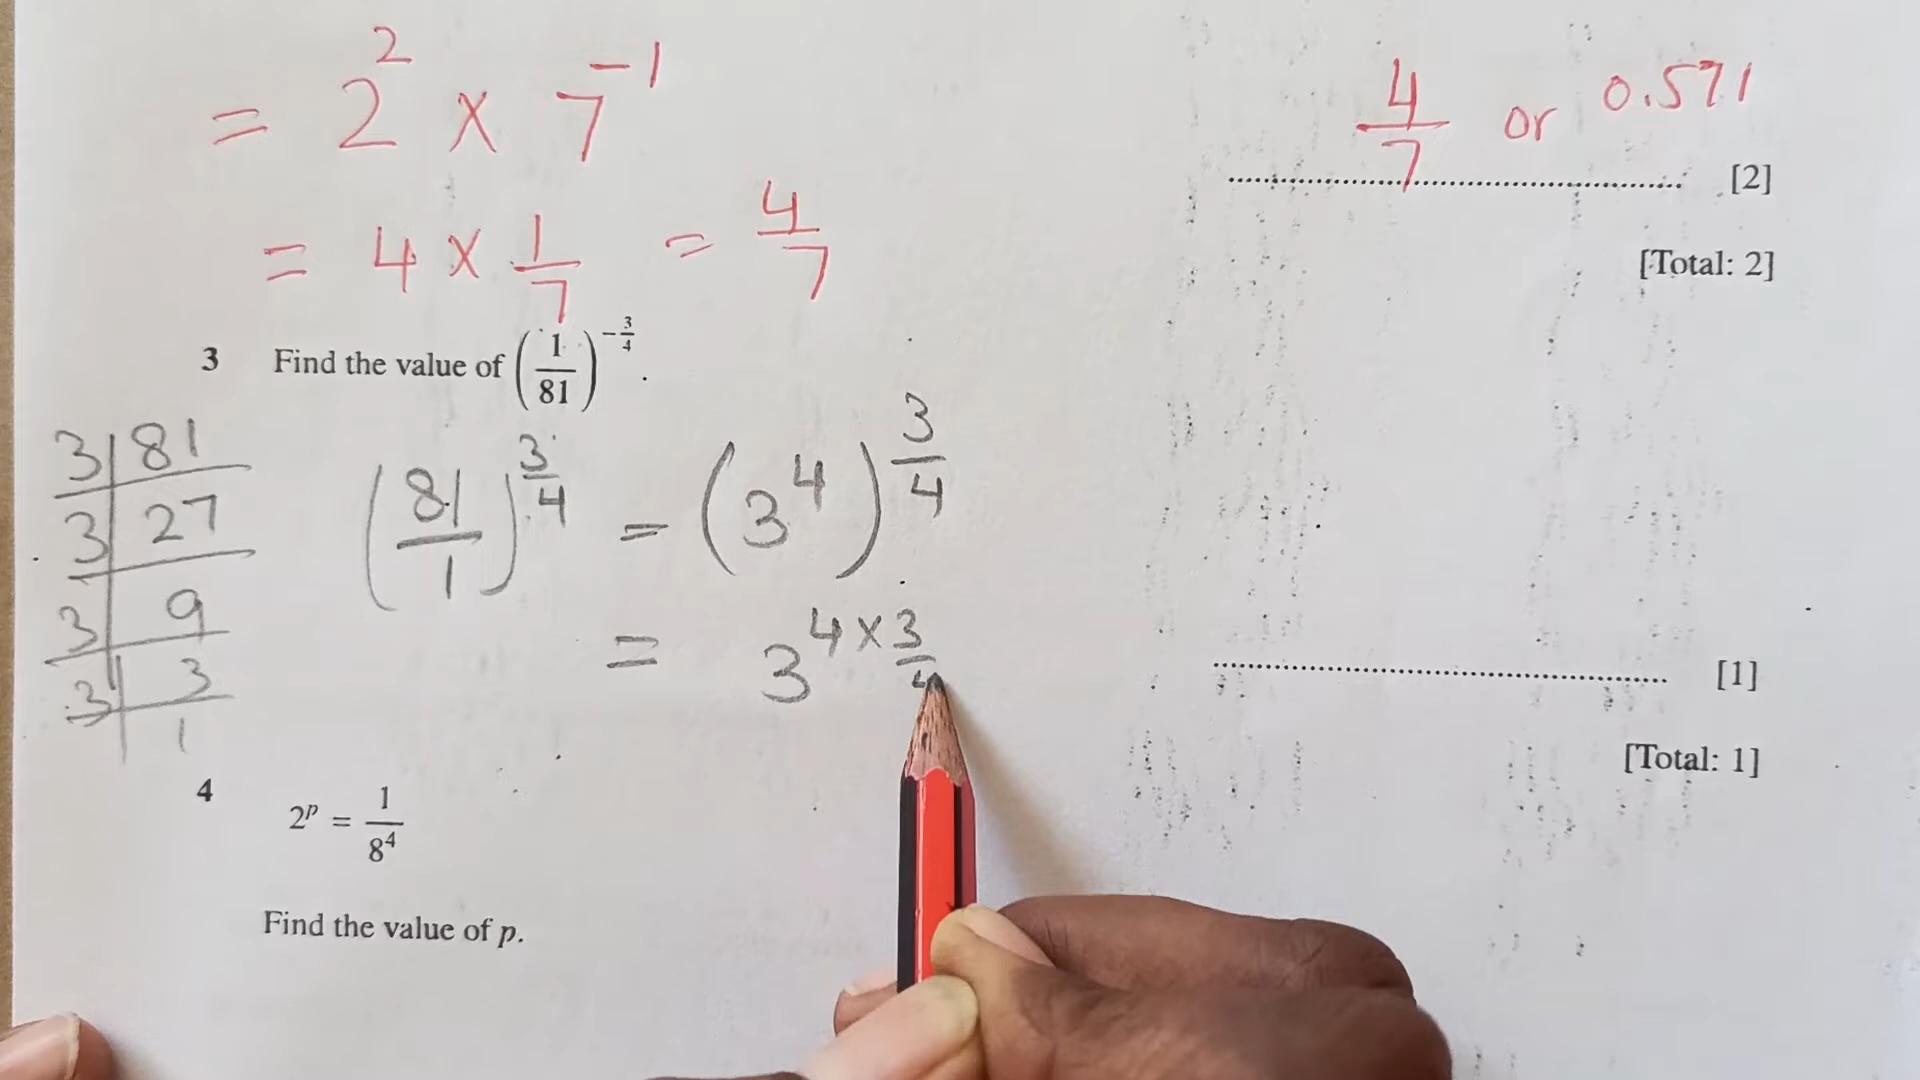 = 2² × 7⁻¹
4/7 or 0.571
[2]
= 4 × 1/7 = 4/7
[Total: 2]
3 Find the value of (1/81)^(-3/4).
3 | 81
3 | 27
3 | 9
3 | 3
1
(81/1)^(3/4) = (3⁴)^(3/4)
= 3^(4 × 3/4)
[1]
[Total: 1]
4
2ᵖ = 1/8⁴
Find the value of p.